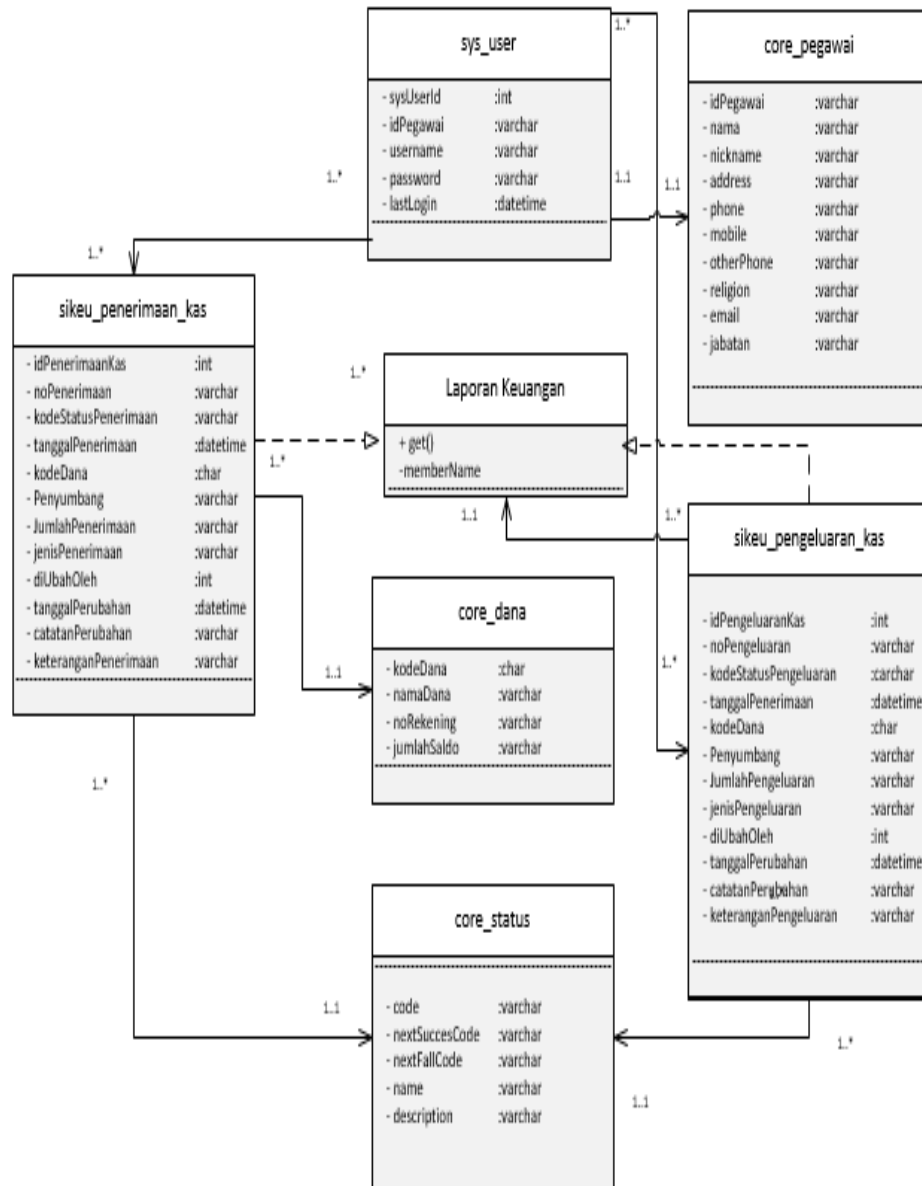 sys_user
- sysUserId :int
- idPegawai :varchar
- username :varchar
- password :varchar
- lastLogin :datetime
1..*
core_pegawai
- idPegawai :varchar
- nama :varchar
- nickname :varchar
- address :varchar
- phone :varchar
- mobile :varchar
- otherPhone :varchar
- religion :varchar
- email :varchar
- jabatan :varchar
1..*
1..1
1..1
1..*
sikeu_penerimaan_kas
- idPenerimaanKas :int
- noPenerimaan :varchar
- kodeStatusPenerimaan :varchar
- tanggalPenerimaan :datetime
- kodeDana :char
- Penyumbang :varchar
- JumlahPenerimaan :varchar
- jenisPenerimaan :varchar
- diUbahOleh :int
- tanggalPerubahan :datetime
- catatanPerubahan :varchar
- keteranganPenerimaan :varchar
1..*
Laporan Keuangan
+ get()
-memberName
1..*
1..1
1..*
sikeu_pengeluaran_kas
- idPengeluaranKas :int
- noPengeluaran :varchar
- kodeStatusPengeluaran :carchar
- tanggalPenerimaan :datetime
- kodeDana :char
- Penyumbang :varchar
- JumlahPengeluaran :varchar
- jenisPengeluaran :varchar
- diUbahOleh :int
- tanggalPerubahan :datetime
- catatanPerubahan :varchar
- keteranganPengeluaran :varchar
core_dana
- kodeDana :char
- namaDana :varchar
- noRekening :varchar
- jumlahSaldo :varchar
1..1
1..*
1..*
core_status
- code :varchar
- nextSuccesCode :varchar
- nextFallCode :varchar
- name :varchar
- description :varchar
1..1
1..*
1..1